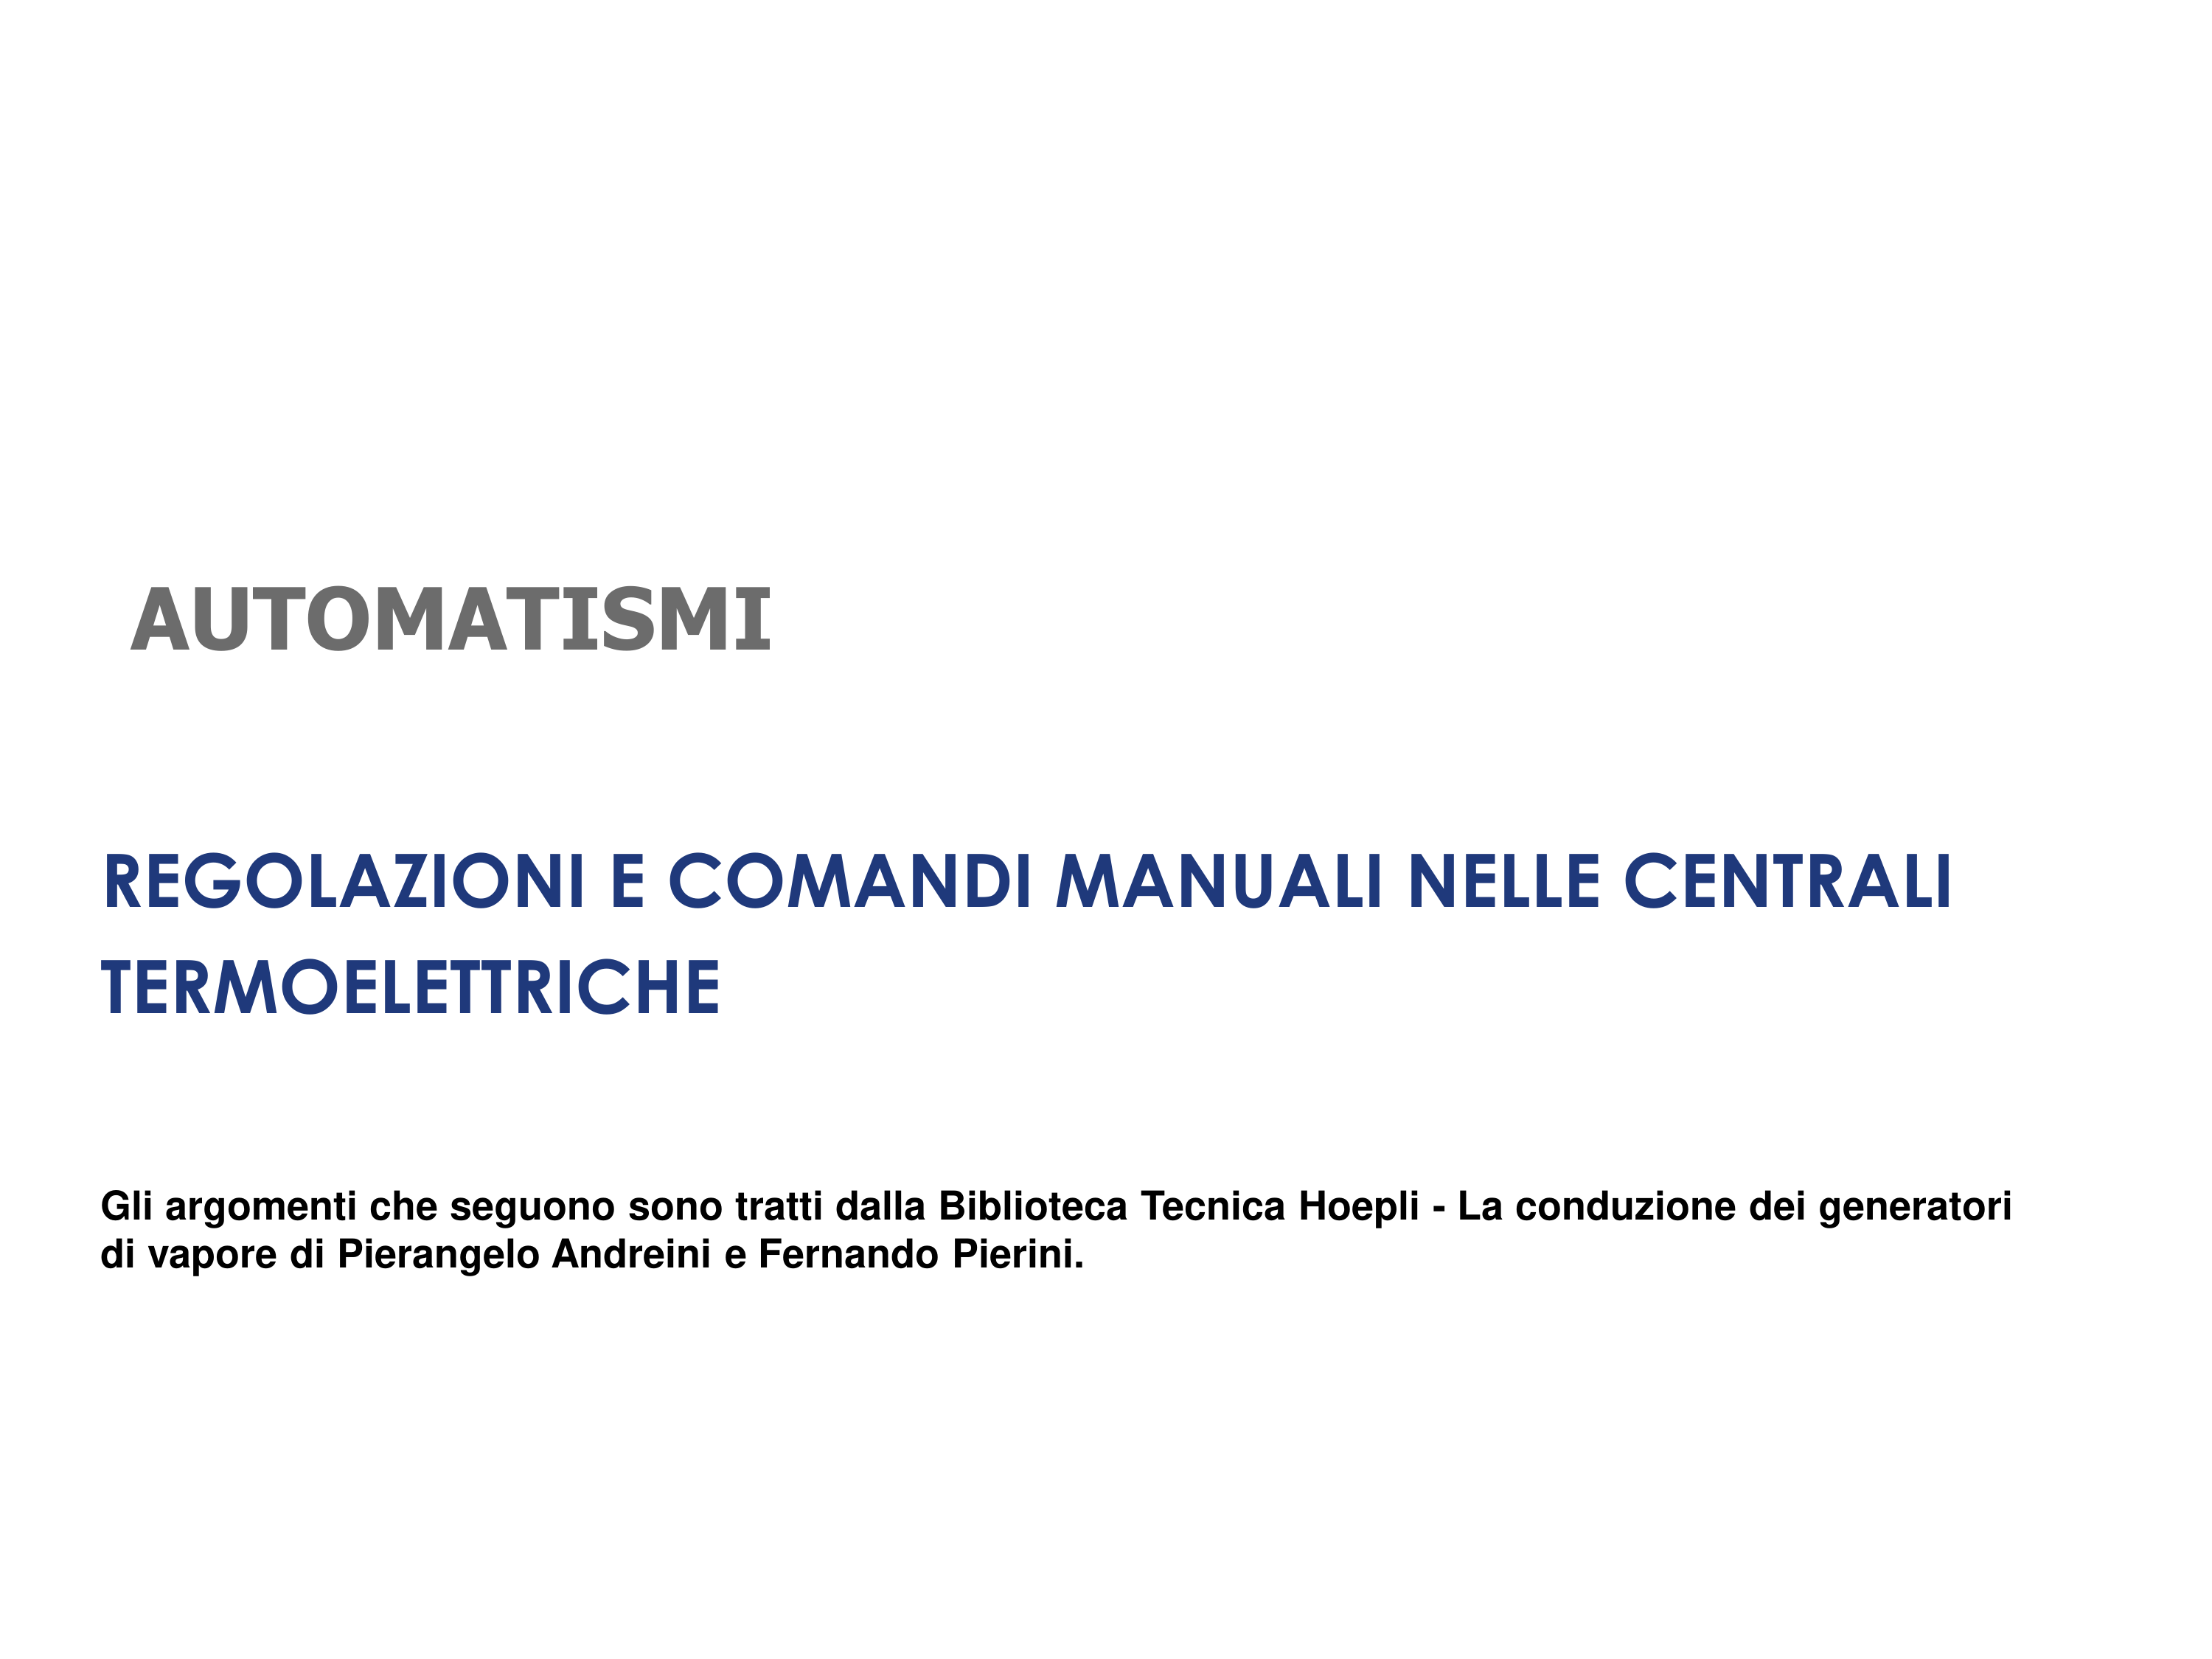 AUTOMATISMI
REGOLAZIONI E COMANDI MANUALI NELLE CENTRALI
TERMOELETTRICHE
Gli argomenti che seguono sono tratti dalla Biblioteca Tecnica Hoepli - La conduzione dei generatori
di vapore di Pierangelo Andreini e Fernando Pierini.